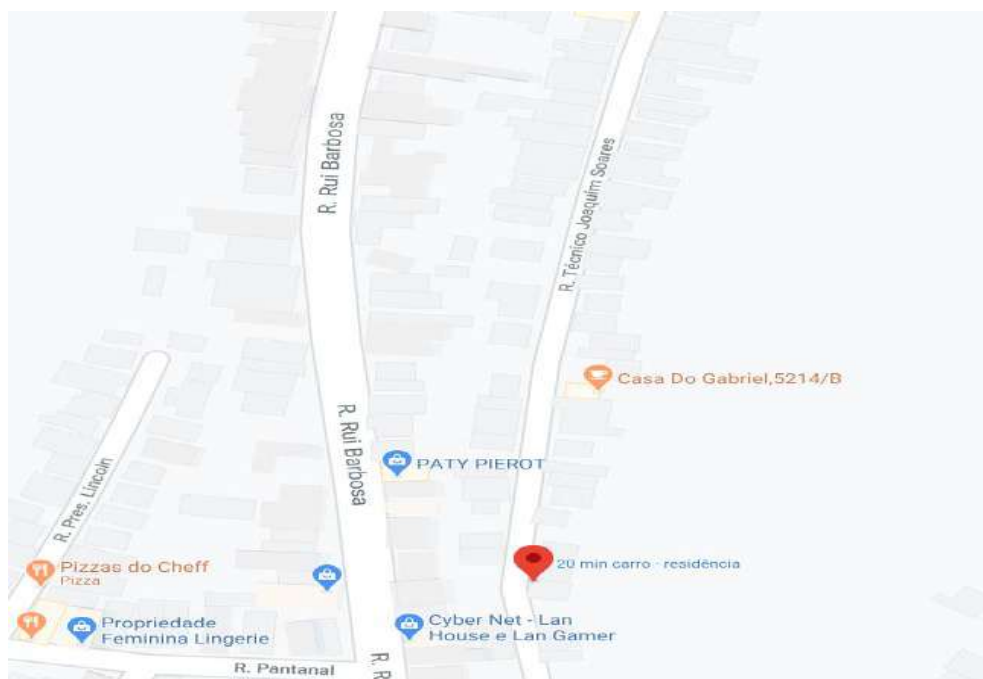 R. Rui Barbosa
R. Técnico Joaquim Soares
Casa Do Gabriel,5214/B
R. Rui Barbosa
PATY PIEROT
R. Pres. Lincoln
Pizzas do Cheff
Pizza
20 min carro · residência
Propriedade
Feminina Lingerie
Cyber Net - Lan
House e Lan Gamer
R. Pantanal
R. R